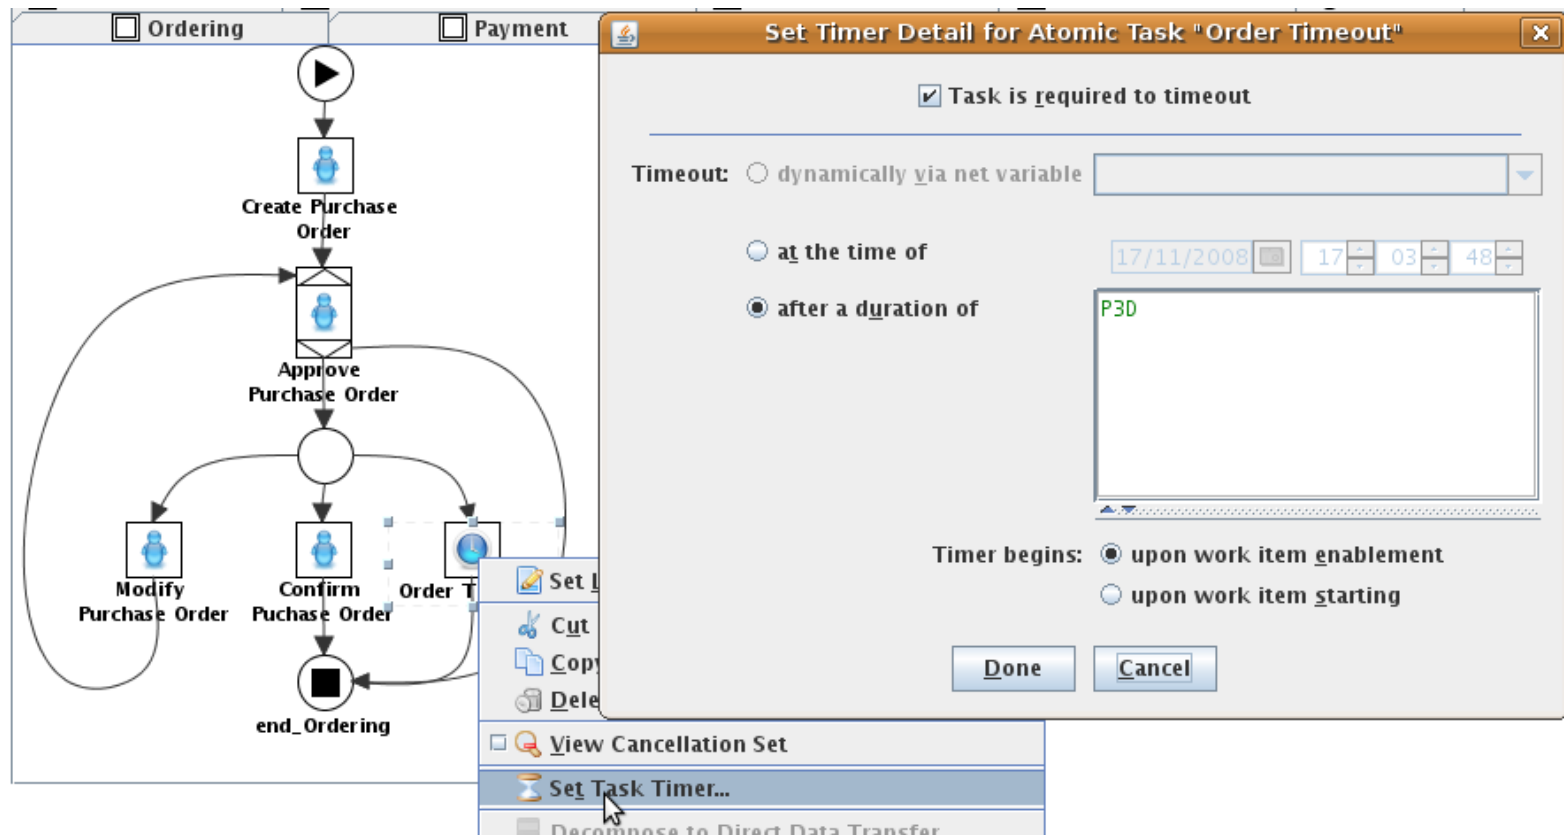 Ordering
Payment
Create Purchase
Order
Approve
Purchase Order
Modify
Purchase Order
Confirm
Puchase Order
Order T
end_Ordering
Set L
Cut
Copy
Dele
View Cancellation Set
Set Task Timer...
Decompose to Direct Data Transfer
Set Timer Detail for Atomic Task "Order Timeout"
Task is required to timeout
Timeout:
dynamically via net variable
at the time of
17/11/2008 17 03 48
after a duration of
P3D
Timer begins:
upon work item enablement
upon work item starting
Done
Cancel